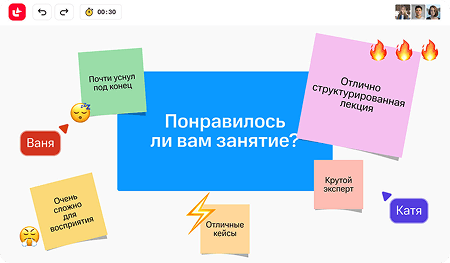 00:30
Почти уснул
под конец
Отлично
структурированная
лекция
Понравилось
ли вам занятие?
Ваня
Крутой
эксперт
Очень
сложно
для
восприятия
Отличные
кейсы
Катя